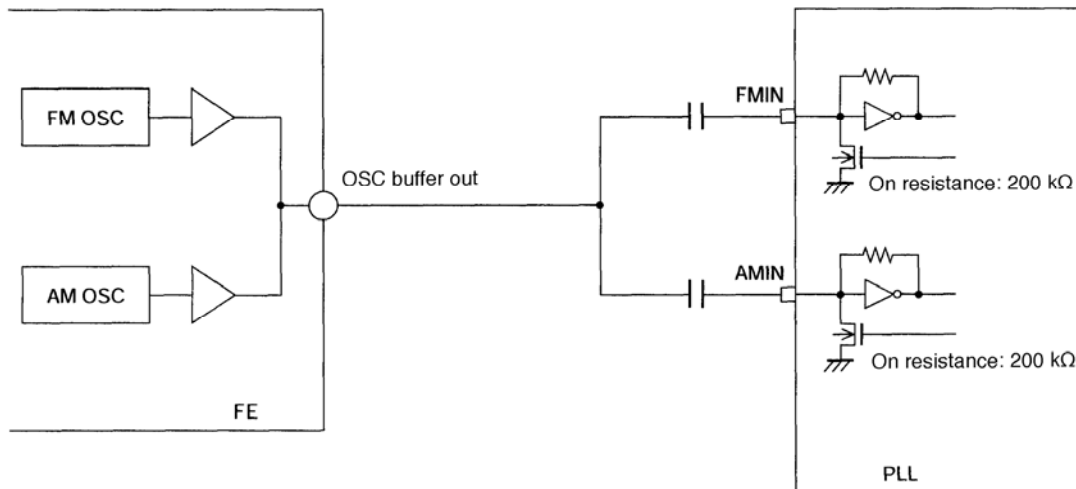 FM OSC
AM OSC
FE
OSC buffer out
FMIN
On resistance: 200 kΩ
AMIN
On resistance: 200 kΩ
PLL